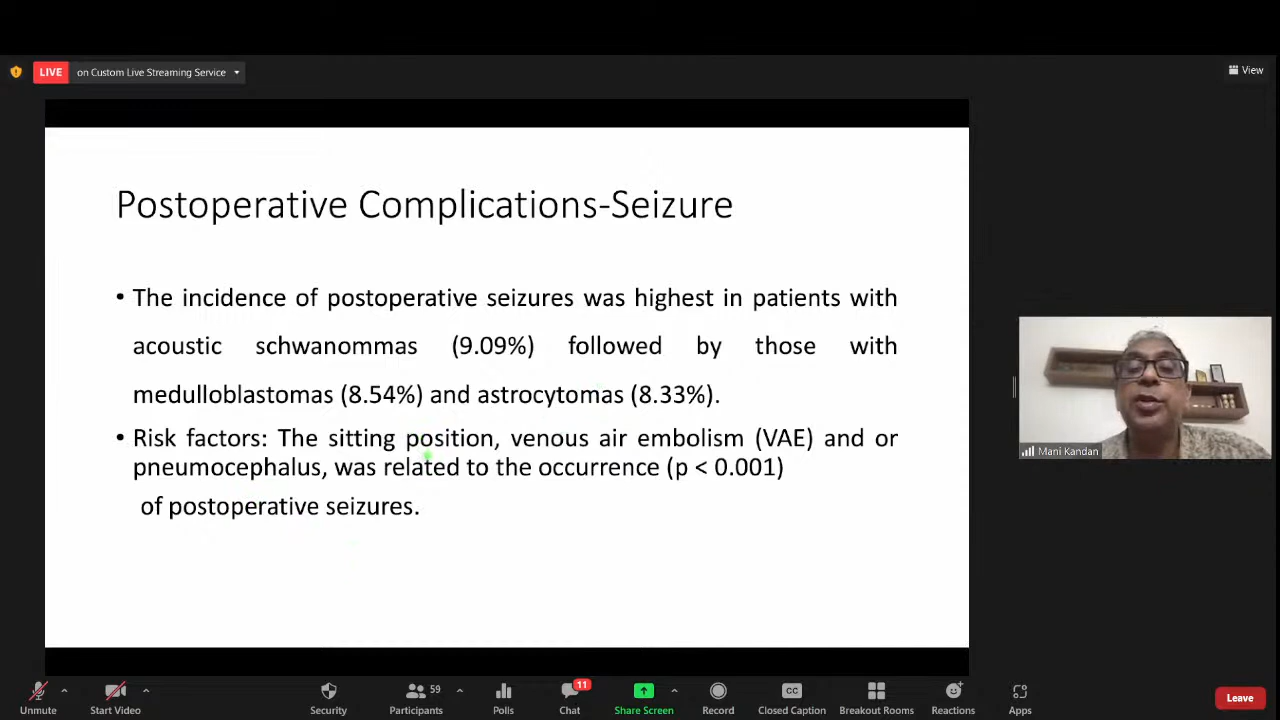 LIVE
on Custom Live Streaming Service
View
Postoperative Complications-Seizure
• The incidence of postoperative seizures was highest in patients with
acoustic schwanommas (9.09%) followed by those with
medulloblastomas (8.54%) and astrocytomas (8.33%).
• Risk factors: The sitting position, venous air embolism (VAE) and or
pneumocephalus, was related to the occurrence (p < 0.001)
of postoperative seizures.
Mani Kandan
59
11
CC
Unmute
Start Video
Security
Participants
Polls
Chat
Share Screen
Record
Closed Caption
Breakout Rooms
Reactions
Apps
Leave